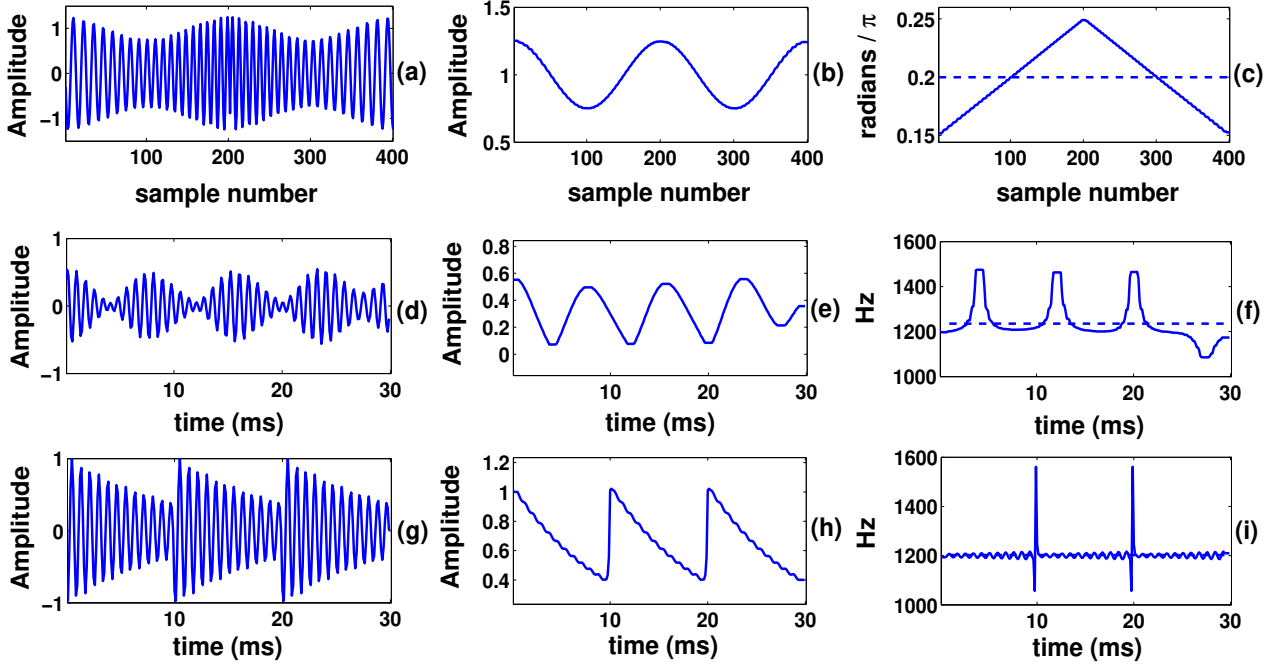 Amplitude
1
0
−1
100
200
300
400
sample number
(a)
Amplitude
1.5
1
0.5
100
200
300
400
sample number
(b)
radians / π
0.25
0.2
0.15
100
200
300
400
sample number
(c)
Amplitude
1
0
−1
10
20
30
time (ms)
(d)
Amplitude
0.8
0.6
0.4
0.2
0
10
20
30
time (ms)
(e)
Hz
1600
1400
1200
1000
10
20
30
time (ms)
(f)
Amplitude
1
0
−1
10
20
30
time (ms)
(g)
Amplitude
1.2
1
0.8
0.6
0.4
10
20
30
time (ms)
(h)
Hz
1600
1400
1200
1000
10
20
30
time (ms)
(i)